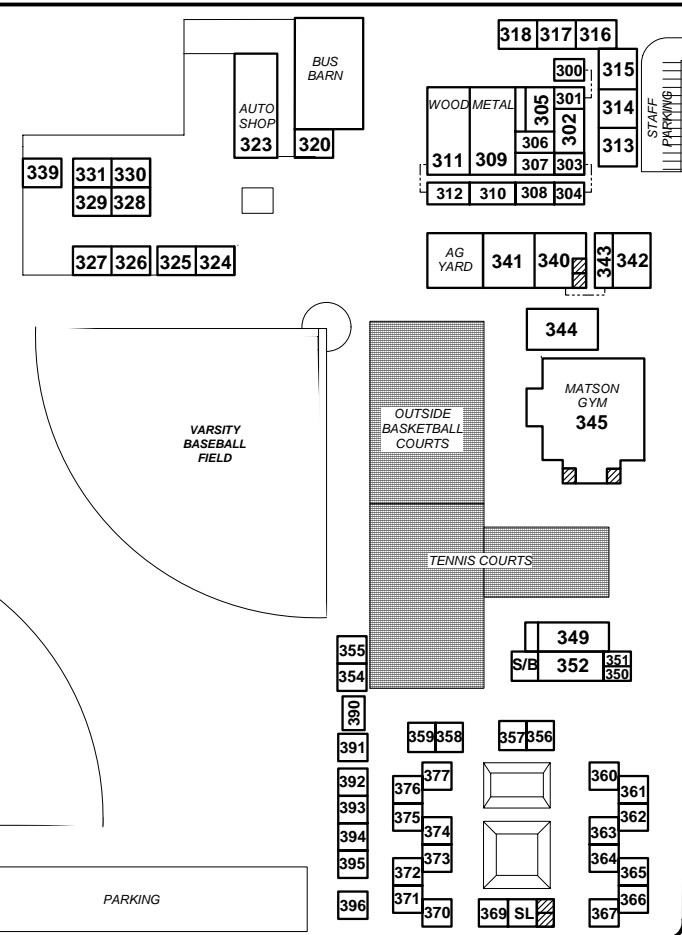 318 317 316
BUS
BARN
300
315
WOOD METAL
305
301
AUTO
SHOP
323
320
302
314
STAFF
PARKING
306
313
339
331 330
311 309
307 303
329 328
312 310 308 304
327 326 325 324
AG
YARD
341 340 343 342
344
MATSON
GYM
345
OUTSIDE
BASKETBALL
COURTS
VARSITY
BASEBALL
FIELD
TENNIS COURTS
349
355
354
S/B 352 351
350
390
391
359 358 357 356
392
393
394
395
396
377
376
375
374
373
372
371
370
360
361
362
363
364
365
366
367
369 SL
PARKING